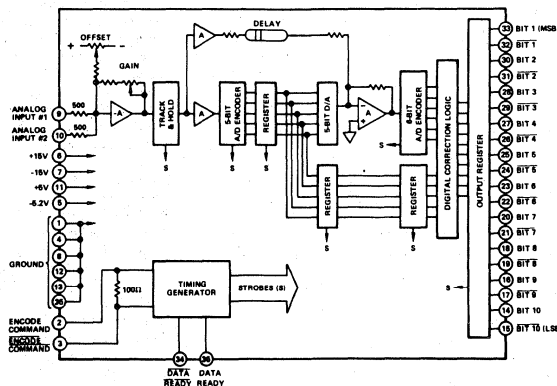 OFFSET
+ −
GAIN
DELAY
A
500
ANALOG
INPUT #1
9
500
ANALOG
INPUT #2
10
-A
TRACK
& HOLD
A
5-BIT
A/D ENCODER
REGISTER
5-BIT D/A
−
A
+
6-BIT
A/D ENCODER
DIGITAL CORRECTION LOGIC
OUTPUT REGISTER
REGISTER
REGISTER
S
S
S
S
S
S
+15V 6
-15V 7
+5V 11
-5.2V 5
GROUND
1
4
8
12
13
ENCODE
COMMAND
2
ENCODE
COMMAND
3
100Ω
TIMING
GENERATOR
STROBES (S)
34
DATA
READY
36
DATA
READY
33 BIT 1 (MSB
32 BIT 1
30 BIT 2
31 BIT 2
28 BIT 3
29 BIT 3
27 BIT 4
26 BIT 4
25 BIT 5
24 BIT 5
23 BIT 6
22 BIT 6
20 BIT 7
21 BIT 7
18 BIT 8
19 BIT 8
16 BIT 9
17 BIT 9
14 BIT 10
15 BIT 10 (LSB